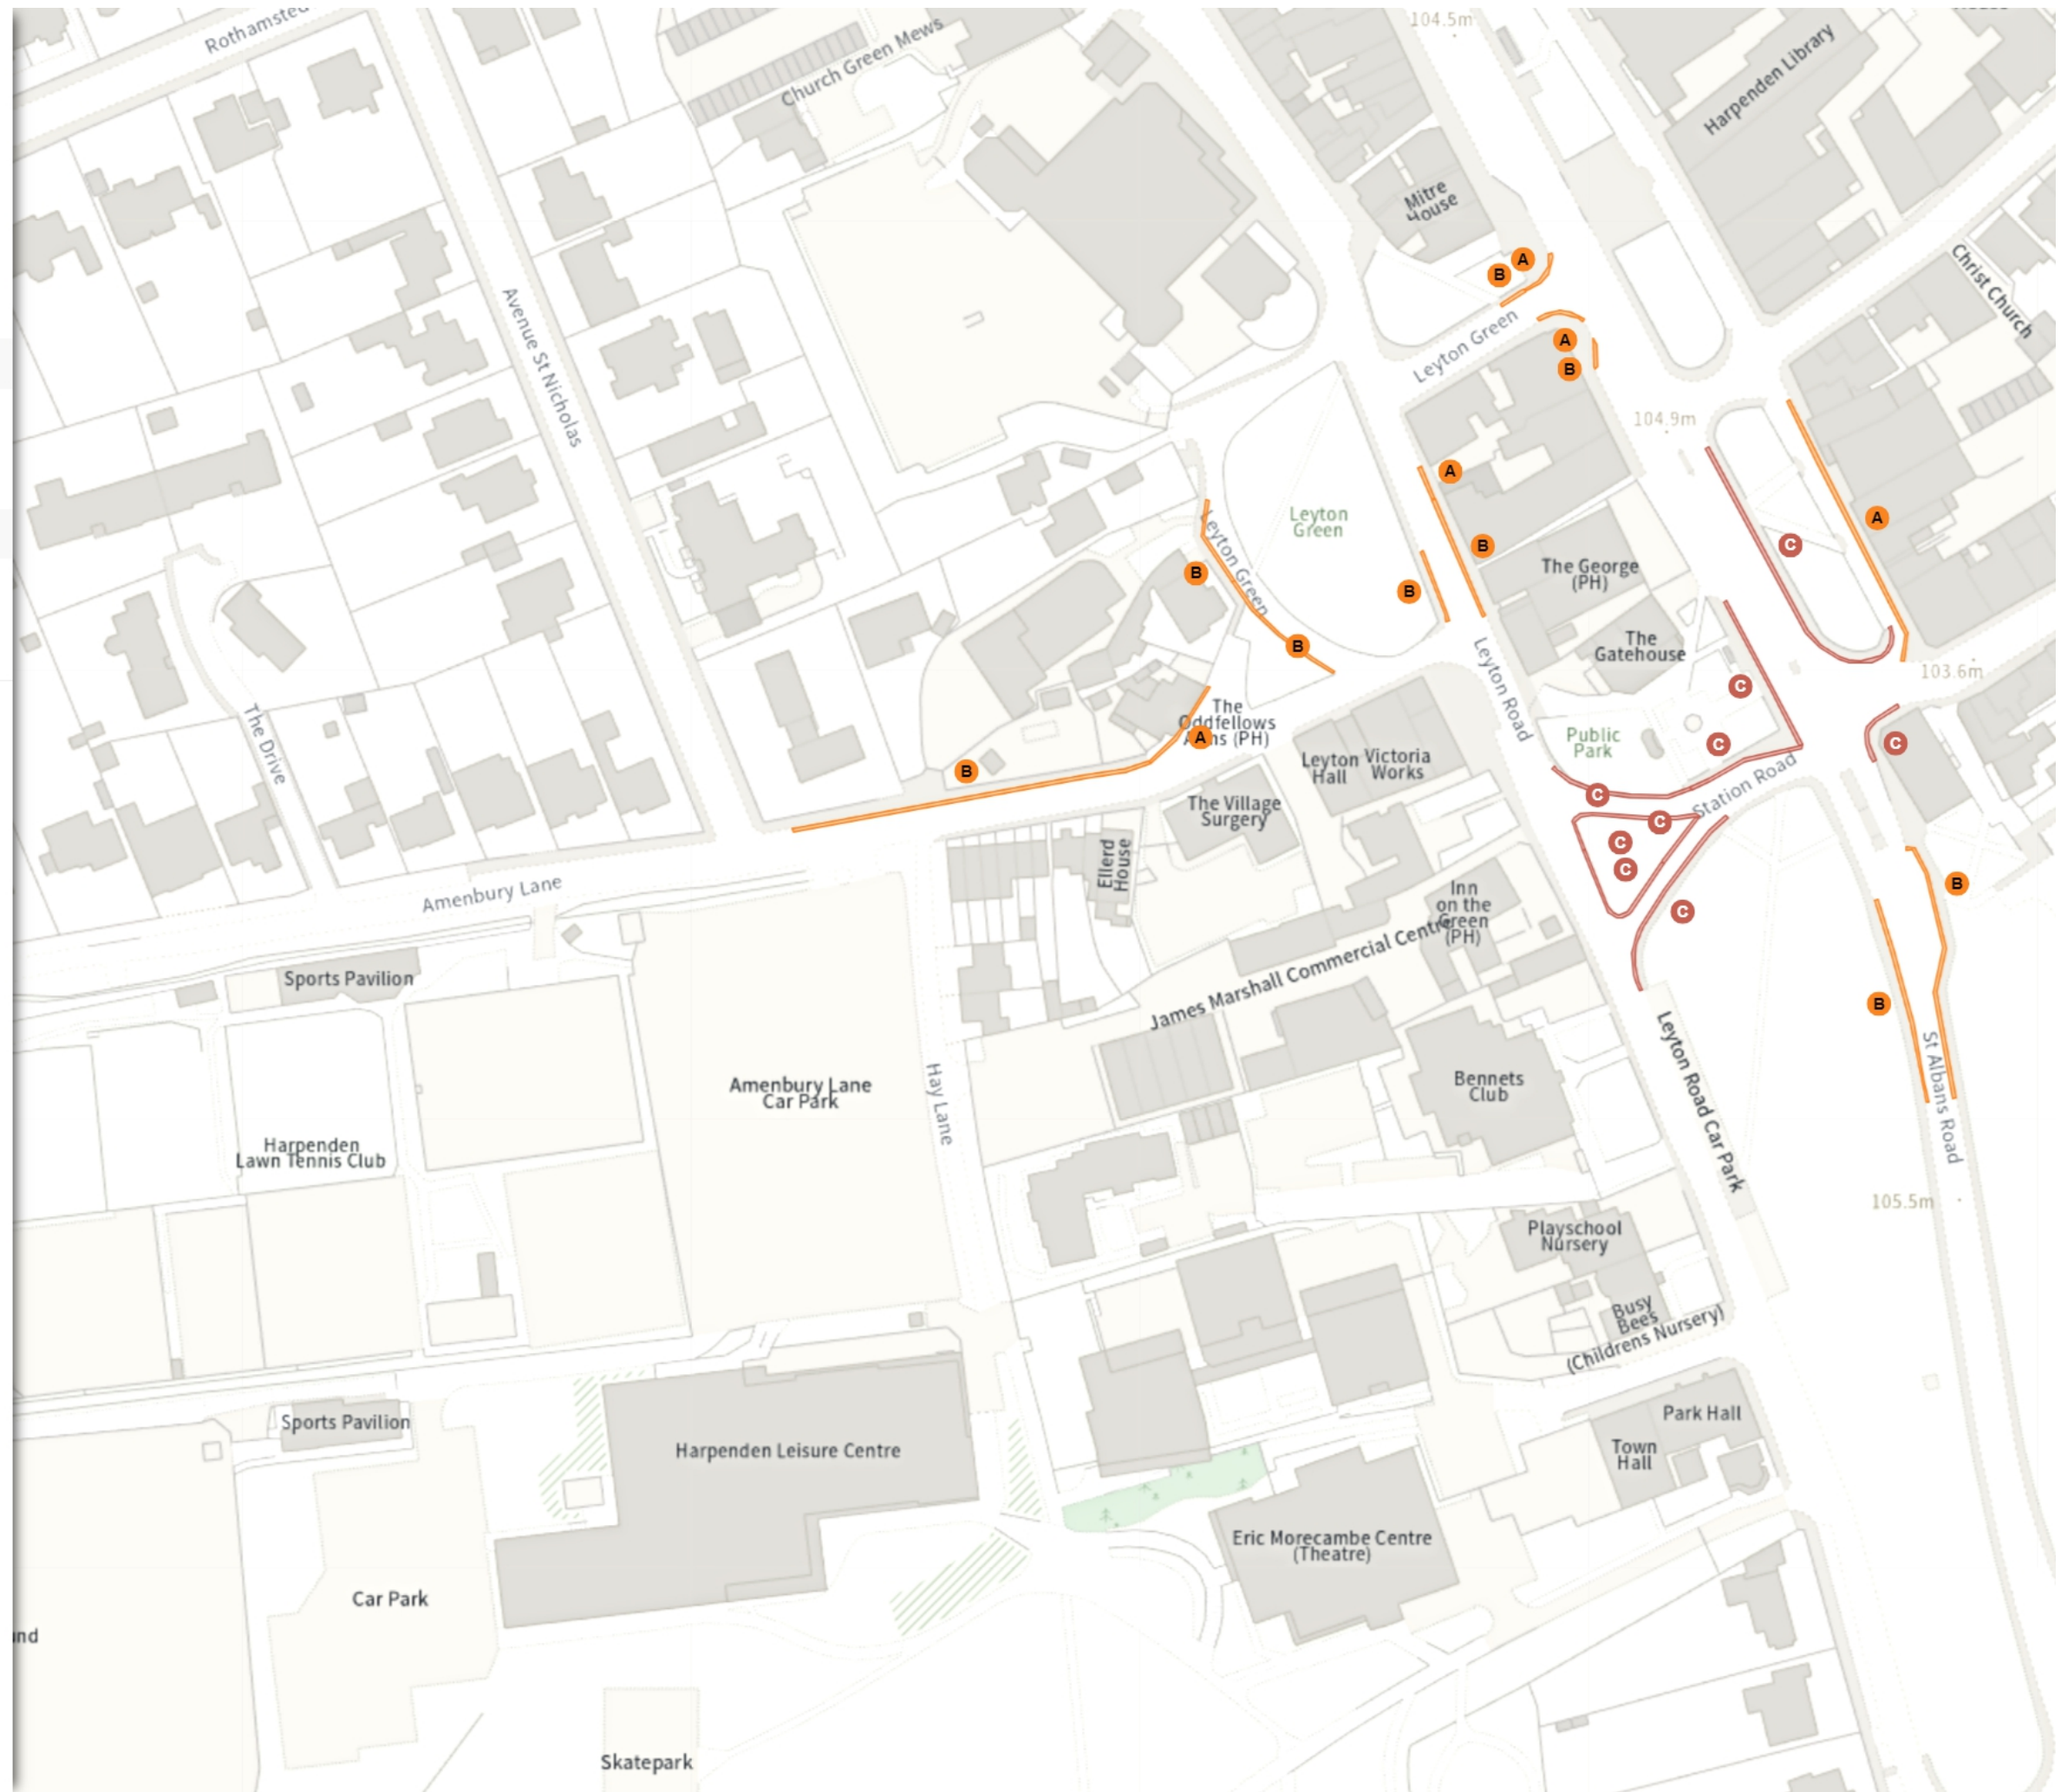 Rothamsted
Church Green Mews
104.5m
Harpenden Library
Mitre
House
Christ Church
A
B
Leyton Green
A
B
Avenue St Nicholas
104.9m
A
B
A
C
Leyton
Green
Leyton Green
B
B
B
The George
(PH)
The
Gatehouse
103.6m
C
C
C
Leyton Road
Public
Park
The
Oddfellows
Arms (PH)
A
B
The Drive
Leyton
Hall
Victoria
Works
C
Station Road
C
C
C
C
The Village
Surgery
Ellerd
House
Amenbury Lane
Inn
on the
Green
(PH)
B
B
James Marshall Commercial Centre
Sports Pavilion
Leyton Road Car Park
St Albans Road
Hay Lane
Amenbury Lane
Car Park
Bennets
Club
Harpenden
Lawn Tennis Club
105.5m
Playschool
Nursery
Busy
Bees
(Childrens Nursery)
Sports Pavilion
Harpenden Leisure Centre
Park Hall
Town
Hall
Eric Morecambe Centre
(Theatre)
Car Park
Skatepark